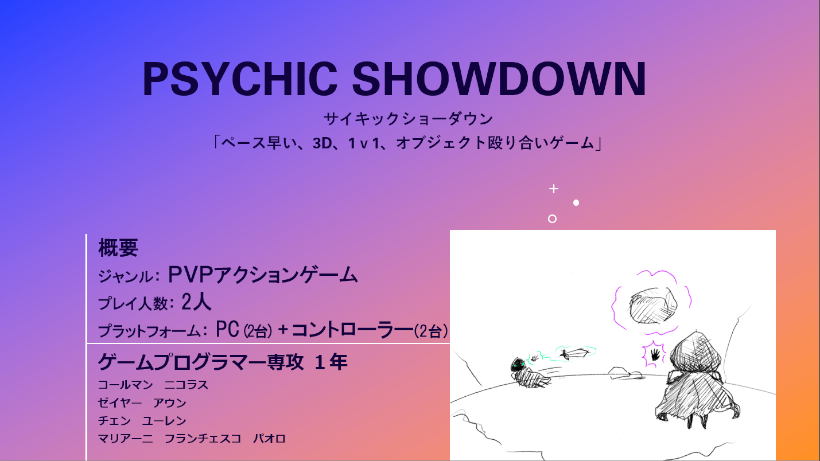 PSYCHIC SHOWDOWN
サイキックショーダウン
「ペース早い、3D、1 v 1、オブジェクト殴り合いゲーム」
概要
ジャンル： PVPアクションゲーム
プレイ人数： 2人
プラットフォーム： PC (2台) + コントローラー(2台)
ゲームプログラマー専攻 1年
コールマン ニコラス
ゼイヤー アウン
チェン ユーレン
マリアーニ フランチェスコ パオロ